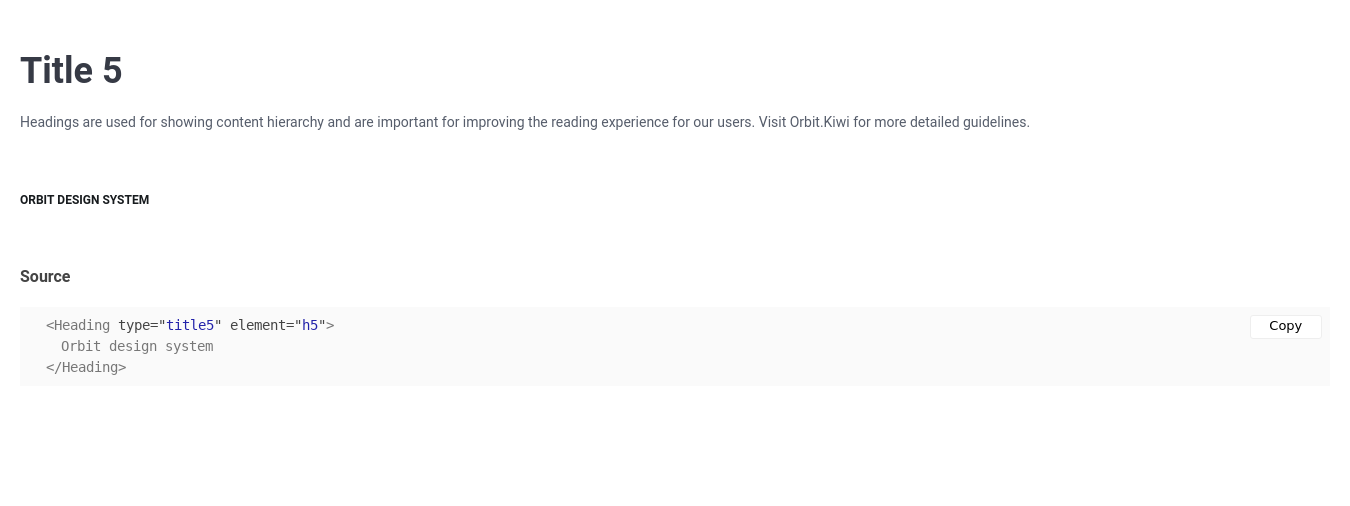 Title 5
Headings are used for showing content hierarchy and are important for improving the reading experience for our users. Visit Orbit.Kiwi for more detailed guidelines.
ORBIT DESIGN SYSTEM
Source
<Heading type="title5" element="h5">
Copy
Orbit design system
</Heading>